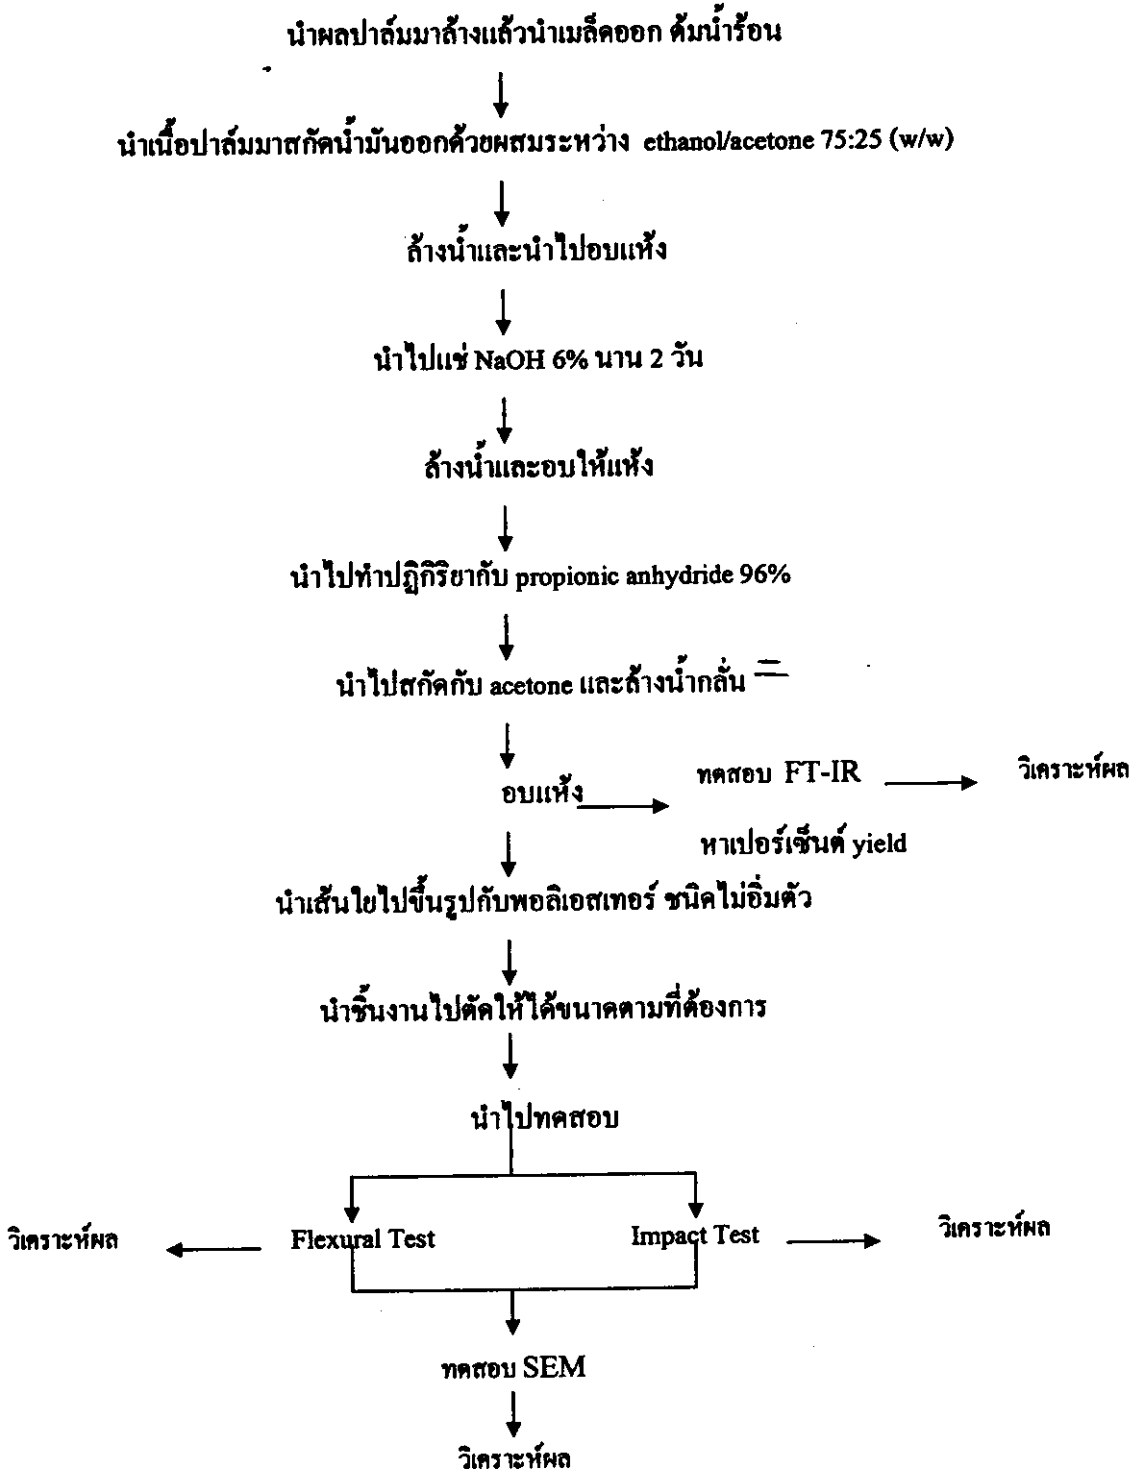 นำผลปาล์มมาล้างแล้วนำเมล็ดออก ต้มน้ำร้อน
นำเนื้อปาล์มมาสกัดน้ำมันออกด้วยผสมระหว่าง ethanol/acetone 75:25 (w/w)
ล้างน้ำและนำไปอบแห้ง
นำไปแช่ NaOH 6% นาน 2 วัน
ล้างน้ำและอบให้แห้ง
นำไปทำปฏิกิริยากับ propionic anhydride 96%
นำไปสกัดกับ acetone และล้างน้ำกลั่น
อบแห้ง ทดสอบ FT-IR วิเคราะห์ผล
หาเปอร์เซ็นต์ yield
นำเส้นใยไปขึ้นรูปกับพอลิเอสเทอร์ ชนิดไม่อิ่มตัว
นำชิ้นงานไปตัดให้ได้ขนาดตามที่ต้องการ
นำไปทดสอบ
วิเคราะห์ผล Flexural Test Impact Test วิเคราะห์ผล
ทดสอบ SEM
วิเคราะห์ผล